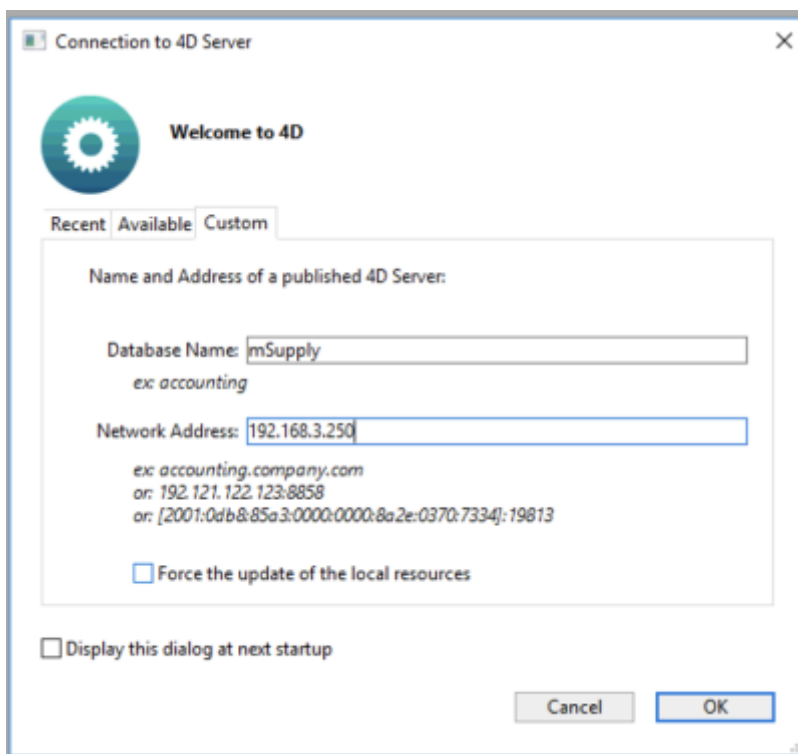 Connection to 4D Server
Welcome to 4D
Recent Available Custom
Name and Address of a published 4D Server:
Database Name: mSupply
ex: accounting
Network Address: 192.168.3.250
ex: accounting.company.com
or: 192.121.122.123:8858
or: [2001:0db8:85a3:0000:0000:8a2e:0370:7334]:19813
Force the update of the local resources
Display this dialog at next startup
Cancel OK